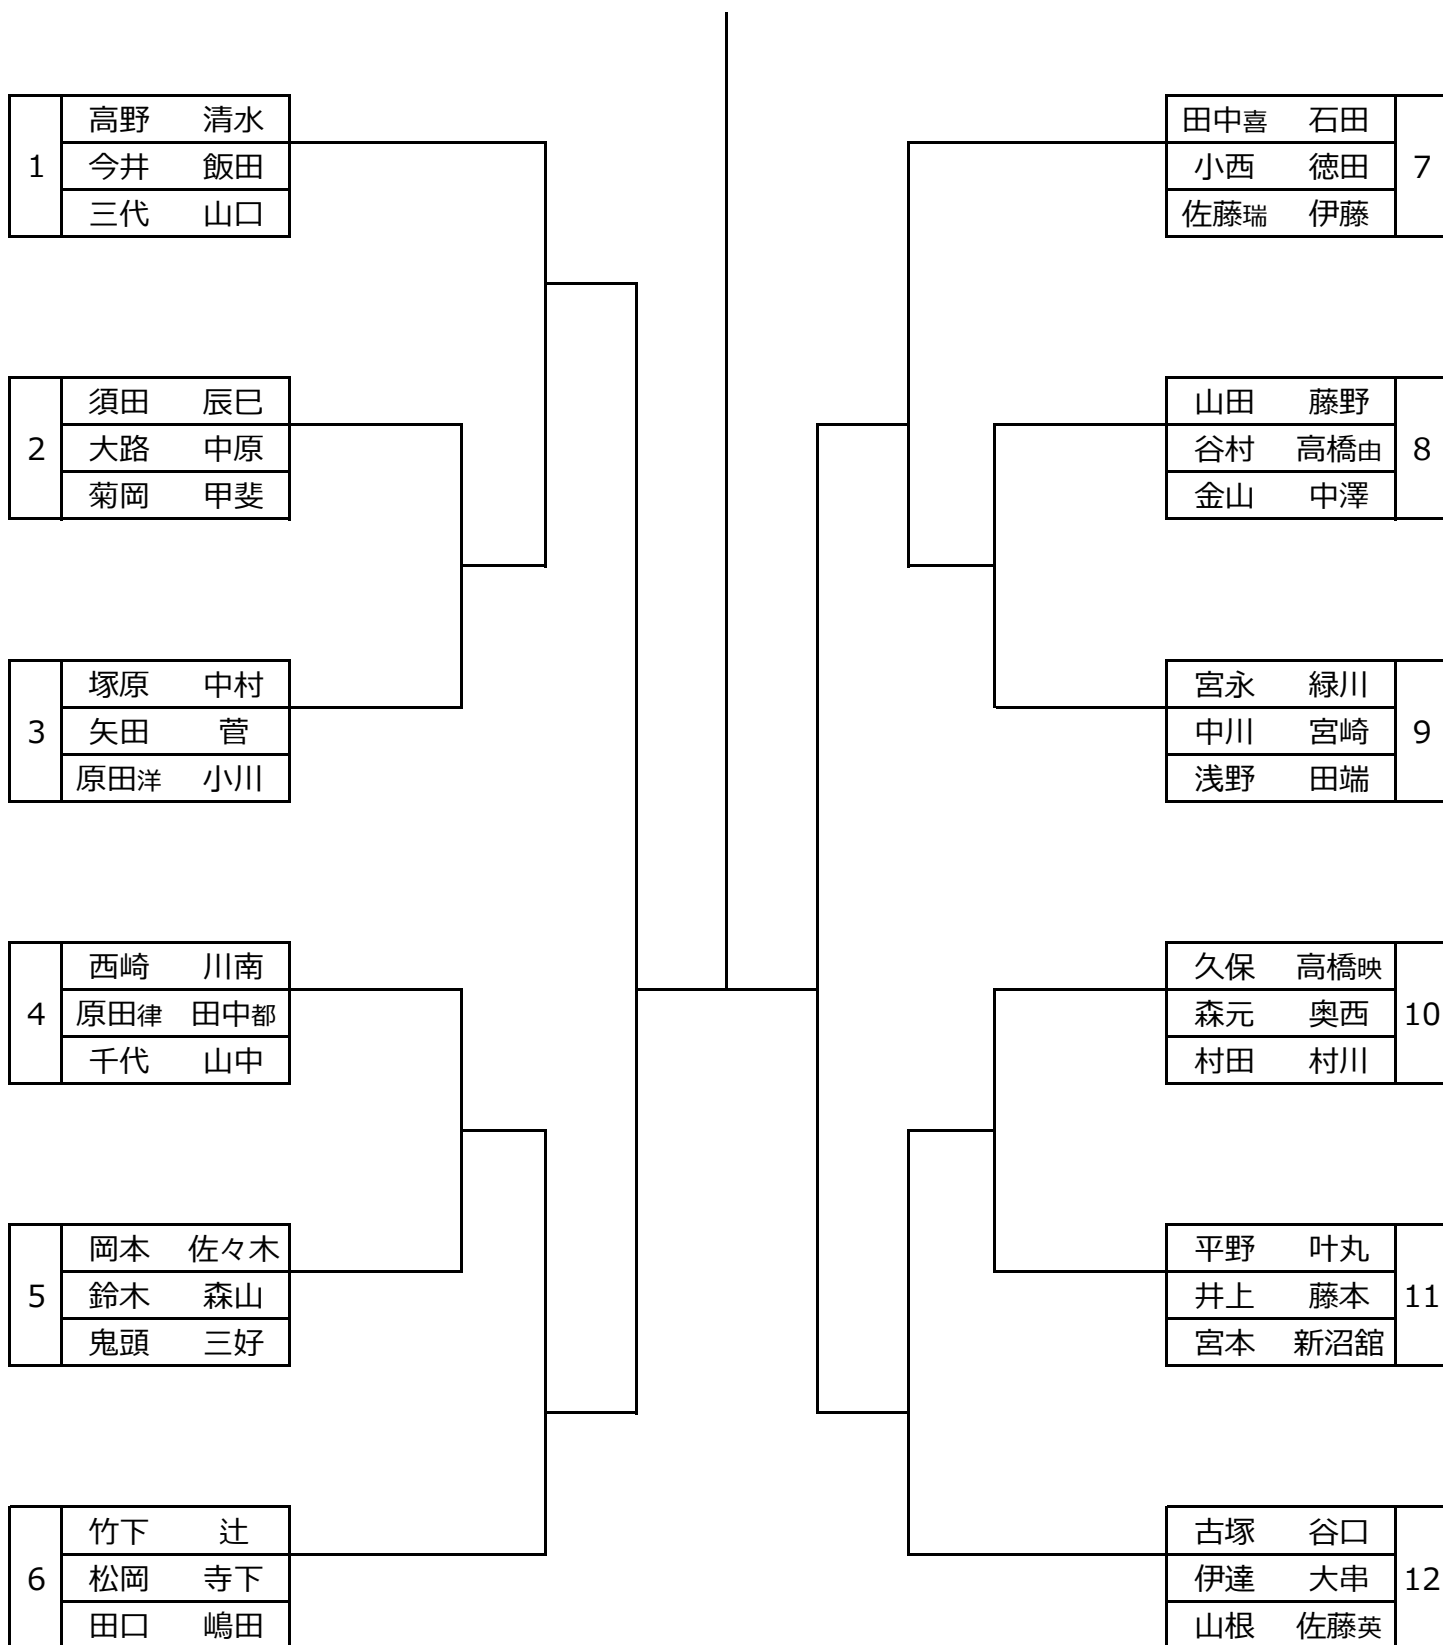 高野 清水
1 今井 飯田
三代 山口
須田 辰巳
2 大路 中原
菊岡 甲斐
塚原 中村
3 矢田 菅
原田洋 小川
西崎 川南
4 原田律 田中都
千代 山中
岡本 佐々木
5 鈴木 森山
鬼頭 三好
竹下 辻
6 松岡 寺下
田口 嶋田
田中喜 石田
小西 徳田 7
佐藤瑞 伊藤
山田 藤野
谷村 高橋由 8
金山 中澤
宮永 緑川
中川 宮崎 9
浅野 田端
久保 高橋映
森元 奥西 10
村田 村川
平野 叶丸
井上 藤本 11
宮本 新沼舘
古塚 谷口
伊達 大串 12
山根 佐藤英